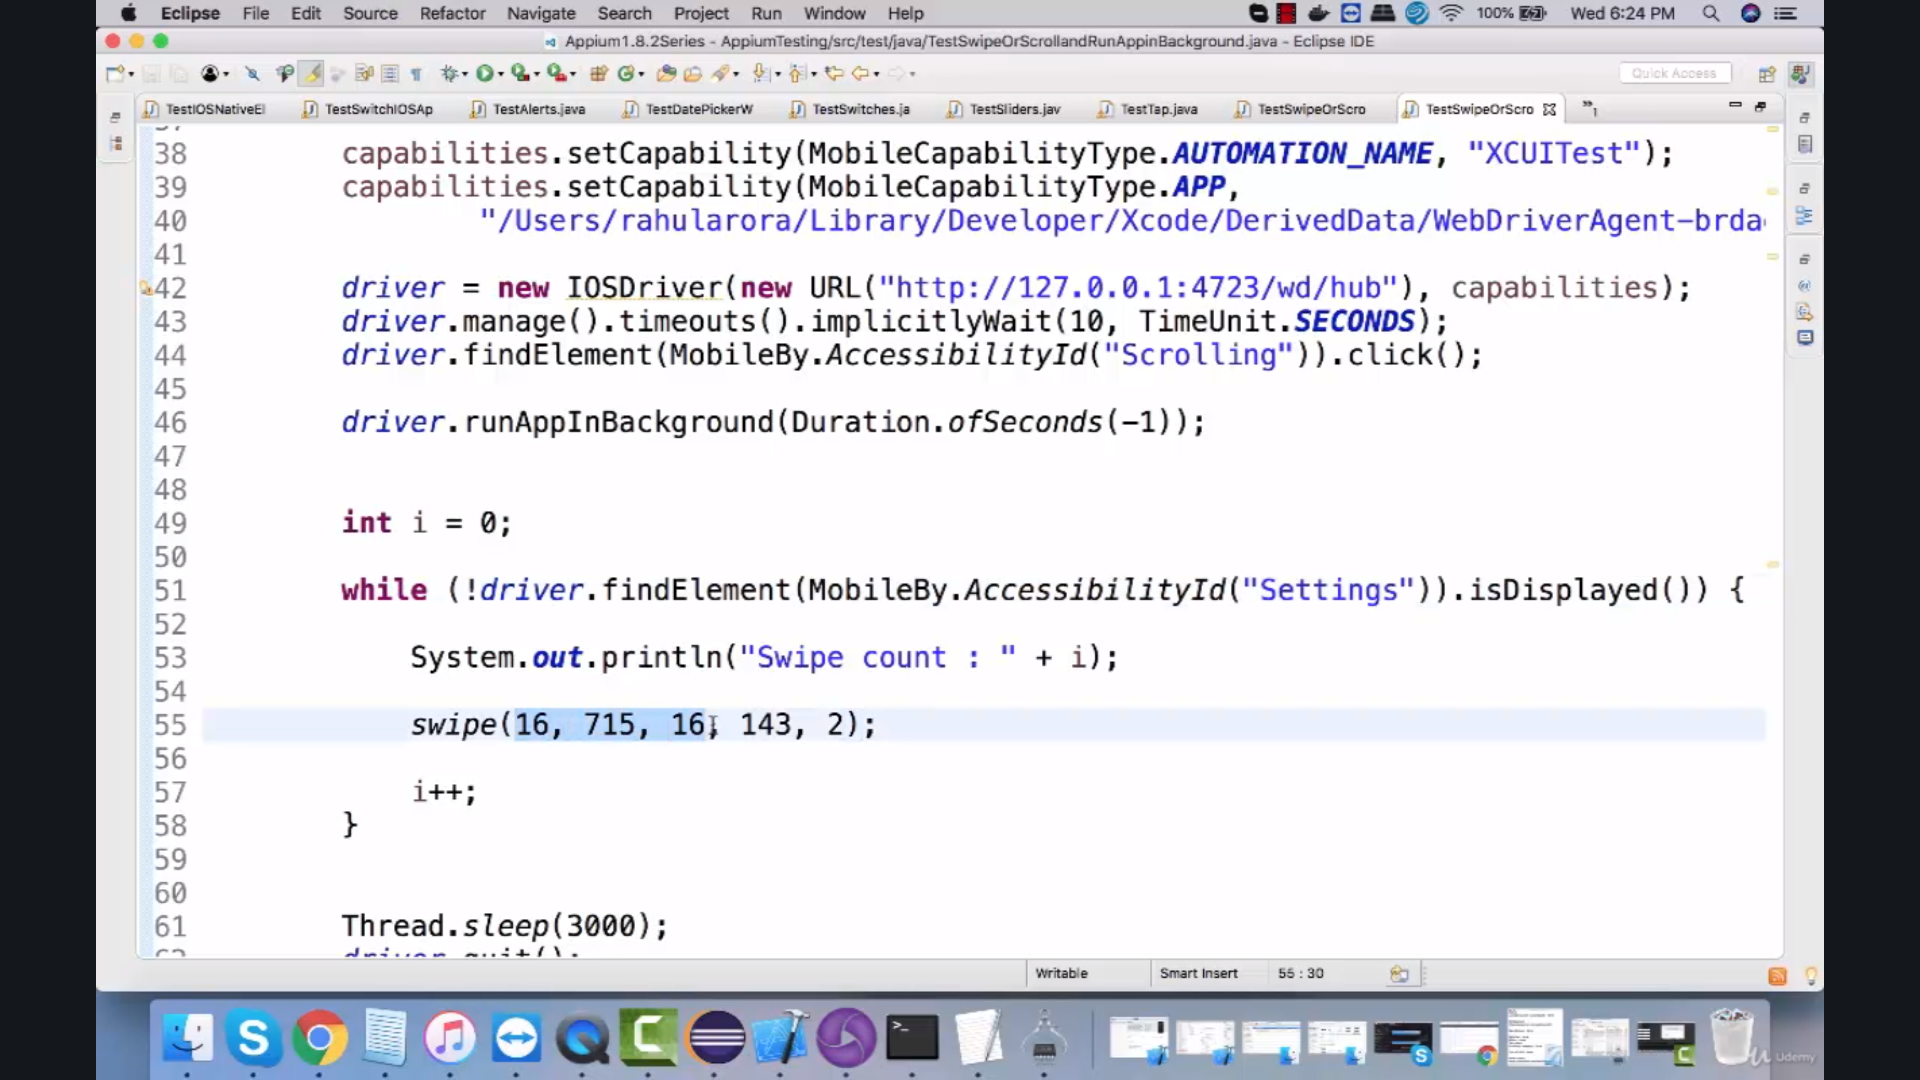 Eclipse File Edit Source Refactor Navigate Search Project Run Window Help 100% Wed 6:24 PM
Appium1.8.2Series - AppiumTesting/src/test/java/TestSwipeOrScrollandRunAppinBackground.java - Eclipse IDE
Quick Access
TestIOSNativeEl TestSwitchIOSAp TestAlerts.java TestDatePickerW TestSwitches.ja TestSliders.jav TestTap.java TestSwipeOrScro TestSwipeOrScro »1
37
38 capabilities.setCapability(MobileCapabilityType.AUTOMATION_NAME, "XCUITest");
39 capabilities.setCapability(MobileCapabilityType.APP,
40 "/Users/rahularora/Library/Developer/Xcode/DerivedData/WebDriverAgent-brda
41
42 driver = new IOSDriver(new URL("http://127.0.0.1:4723/wd/hub"), capabilities);
43 driver.manage().timeouts().implicitlyWait(10, TimeUnit.SECONDS);
44 driver.findElement(MobileBy.AccessibilityId("Scrolling")).click();
45
46 driver.runAppInBackground(Duration.ofSeconds(-1));
47
48
49 int i = 0;
50
51 while (!driver.findElement(MobileBy.AccessibilityId("Settings")).isDisplayed()) {
52
53 System.out.println("Swipe count : " + i);
54
55 swipe(16, 715, 16, 143, 2);
56
57 i++;
58 }
59
60
61 Thread.sleep(3000);
62 driver.quit();
Writable Smart Insert 55 : 30
Udemy